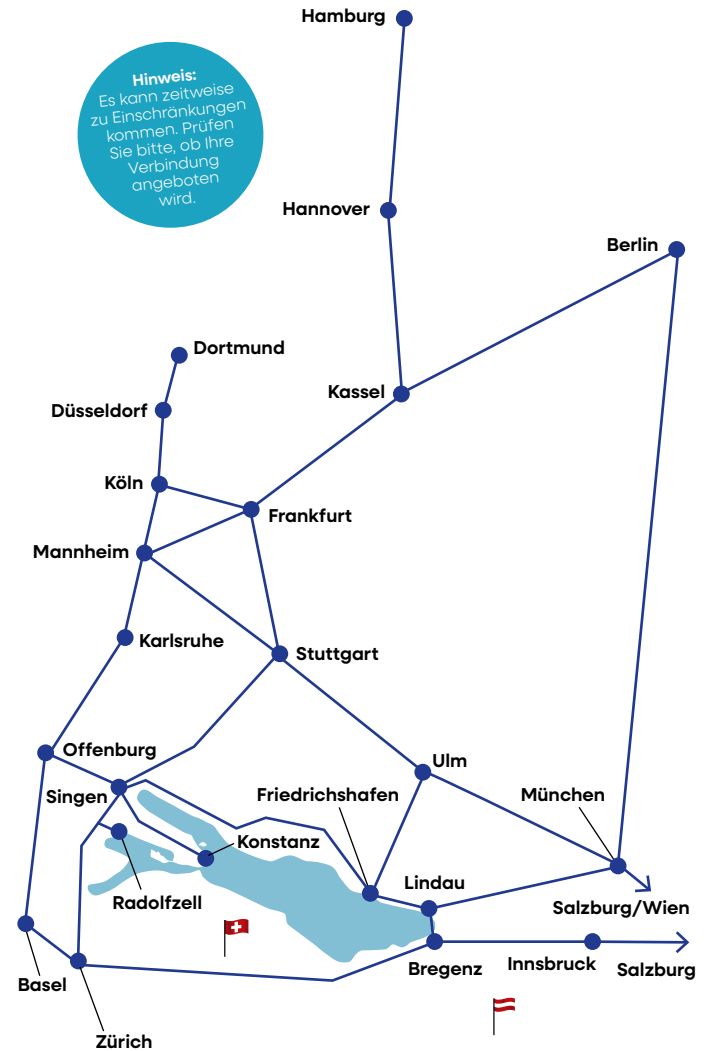 Hamburg
Hinweis:
Es kann zeitweise
zu Einschränkungen
kommen. Prüfen
Sie bitte, ob Ihre
Verbindung
angeboten
wird.
Hannover
Berlin
Dortmund
Kassel
Düsseldorf
Köln
Frankfurt
Mannheim
Karlsruhe
Stuttgart
Offenburg
Ulm
Singen
Friedrichshafen
München
Konstanz
Lindau
Radolfzell
Salzburg/Wien
Bregenz
Innsbruck
Salzburg
Basel
Zürich